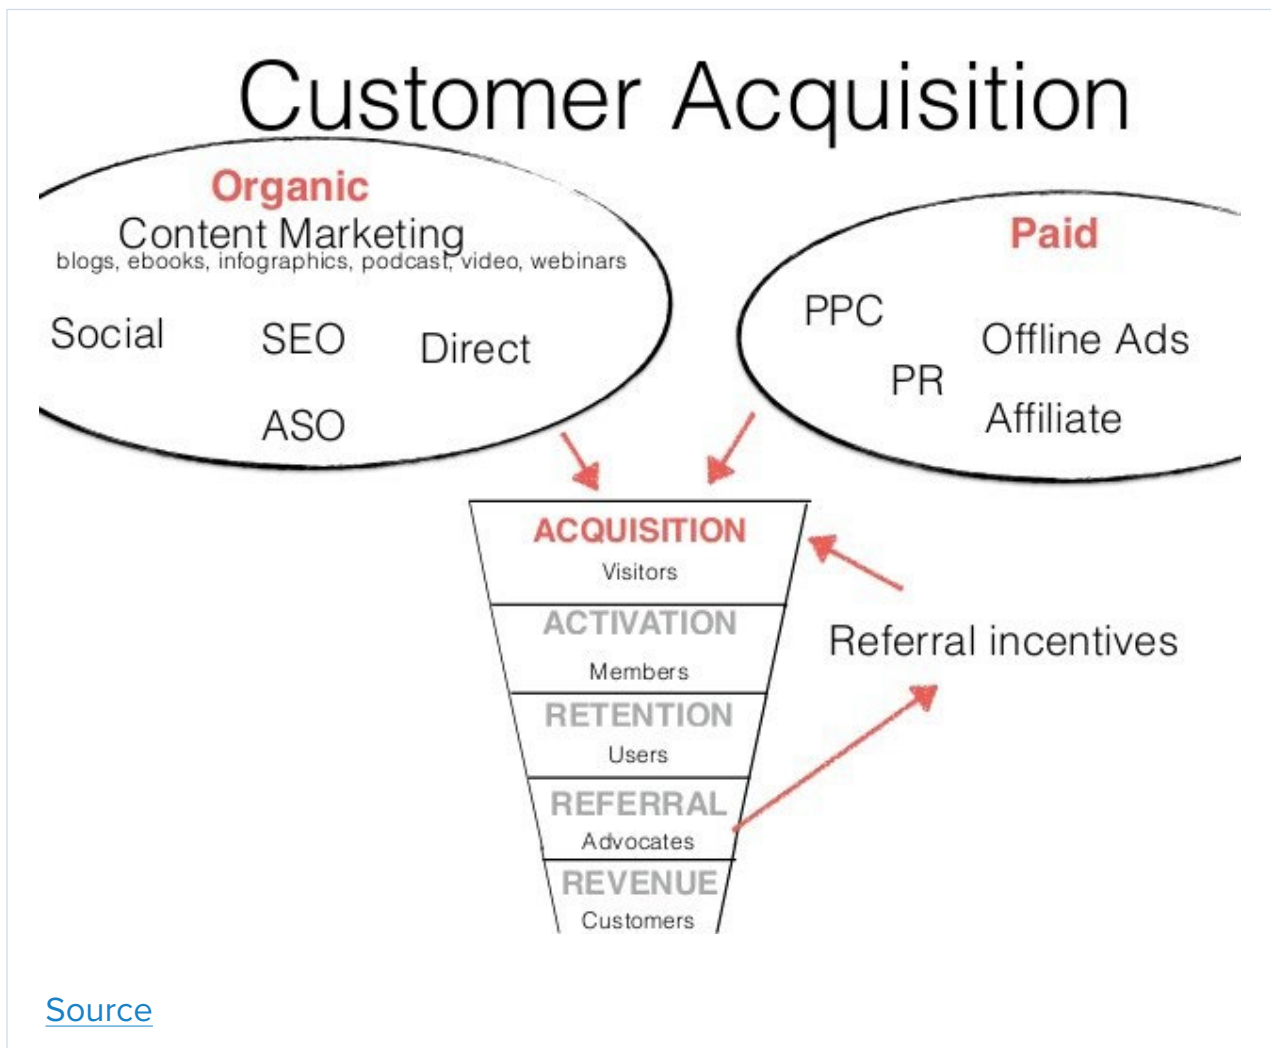 Customer Acquisition
Organic
Content Marketing
blogs, ebooks, infographics, podcast, video, webinars
Social
SEO
Direct
ASO
Paid
PPC
Offline Ads
PR
Affiliate
ACQUISITION
Visitors
ACTIVATION
Members
RETENTION
Users
REFERRAL
Advocates
REVENUE
Customers
Referral incentives
Source